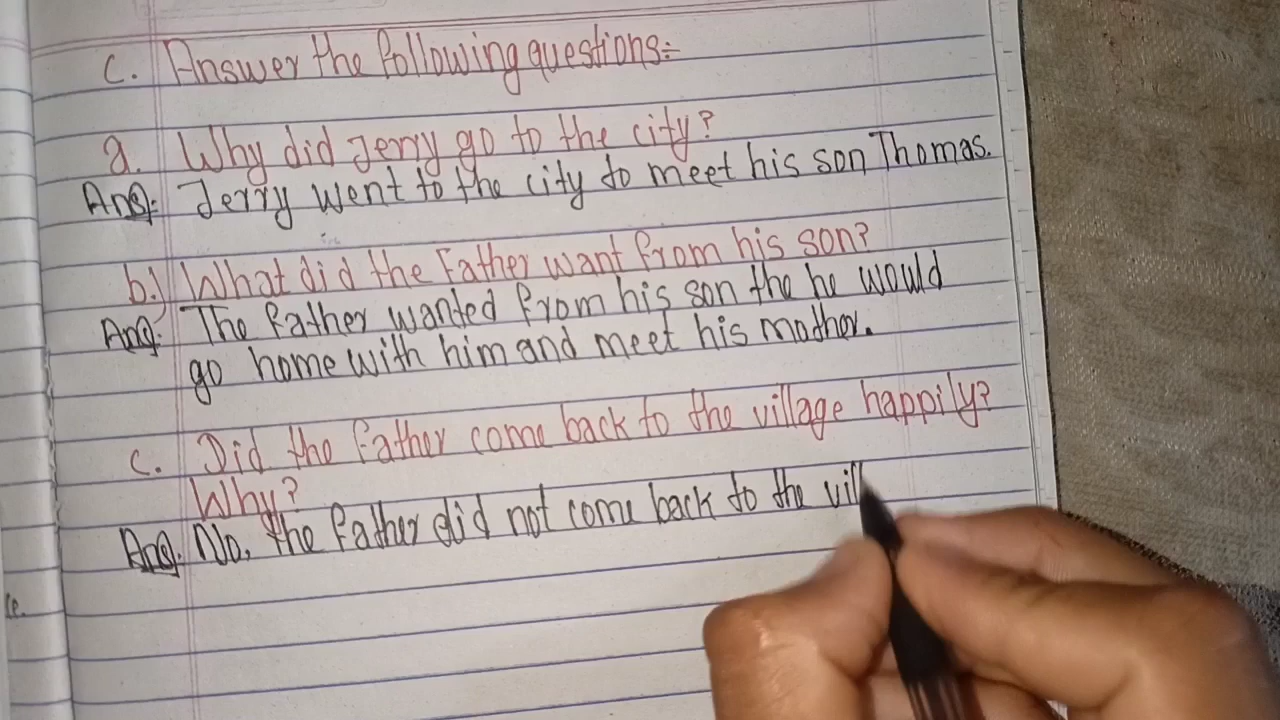 C. Answer the following questions:-
a. Why did Jerry go to the city?
Ans:- Jerry went to the city to meet his son Thomas.
b.) What did the Father want from his son?
Ans:- The father wanted from his son the he would
go home with him and meet his mother.
c. Did the father come back to the village happily?
Why?
Ans:- No, the father did not come back to the vill